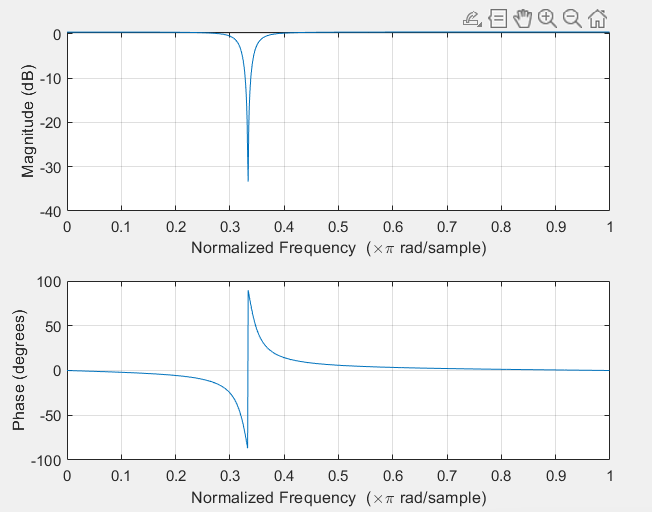 0
-10
-20
-30
-40
Magnitude (dB)
0 0.1 0.2 0.3 0.4 0.5 0.6 0.7 0.8 0.9 1
Normalized Frequency (×π rad/sample)
100
50
0
-50
-100
Phase (degrees)
0 0.1 0.2 0.3 0.4 0.5 0.6 0.7 0.8 0.9 1
Normalized Frequency (×π rad/sample)